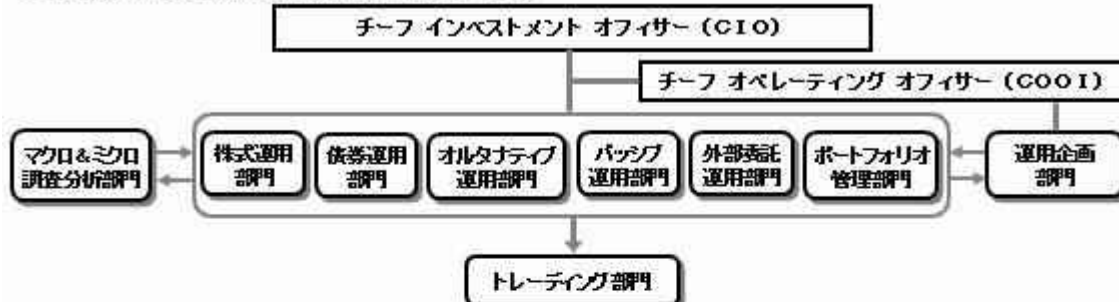 チーフ インベストメント オフィサー (CIO)
チーフ オペレーティング オフィサー (COOI)
マクロ&ミクロ
調査分析部門
株式運用
部門
債券運用
部門
オルタナティブ
運用部門
パッシブ
運用部門
外部委託
運用部門
ポートフォリオ
管理部門
運用企画
部門
トレーディング部門